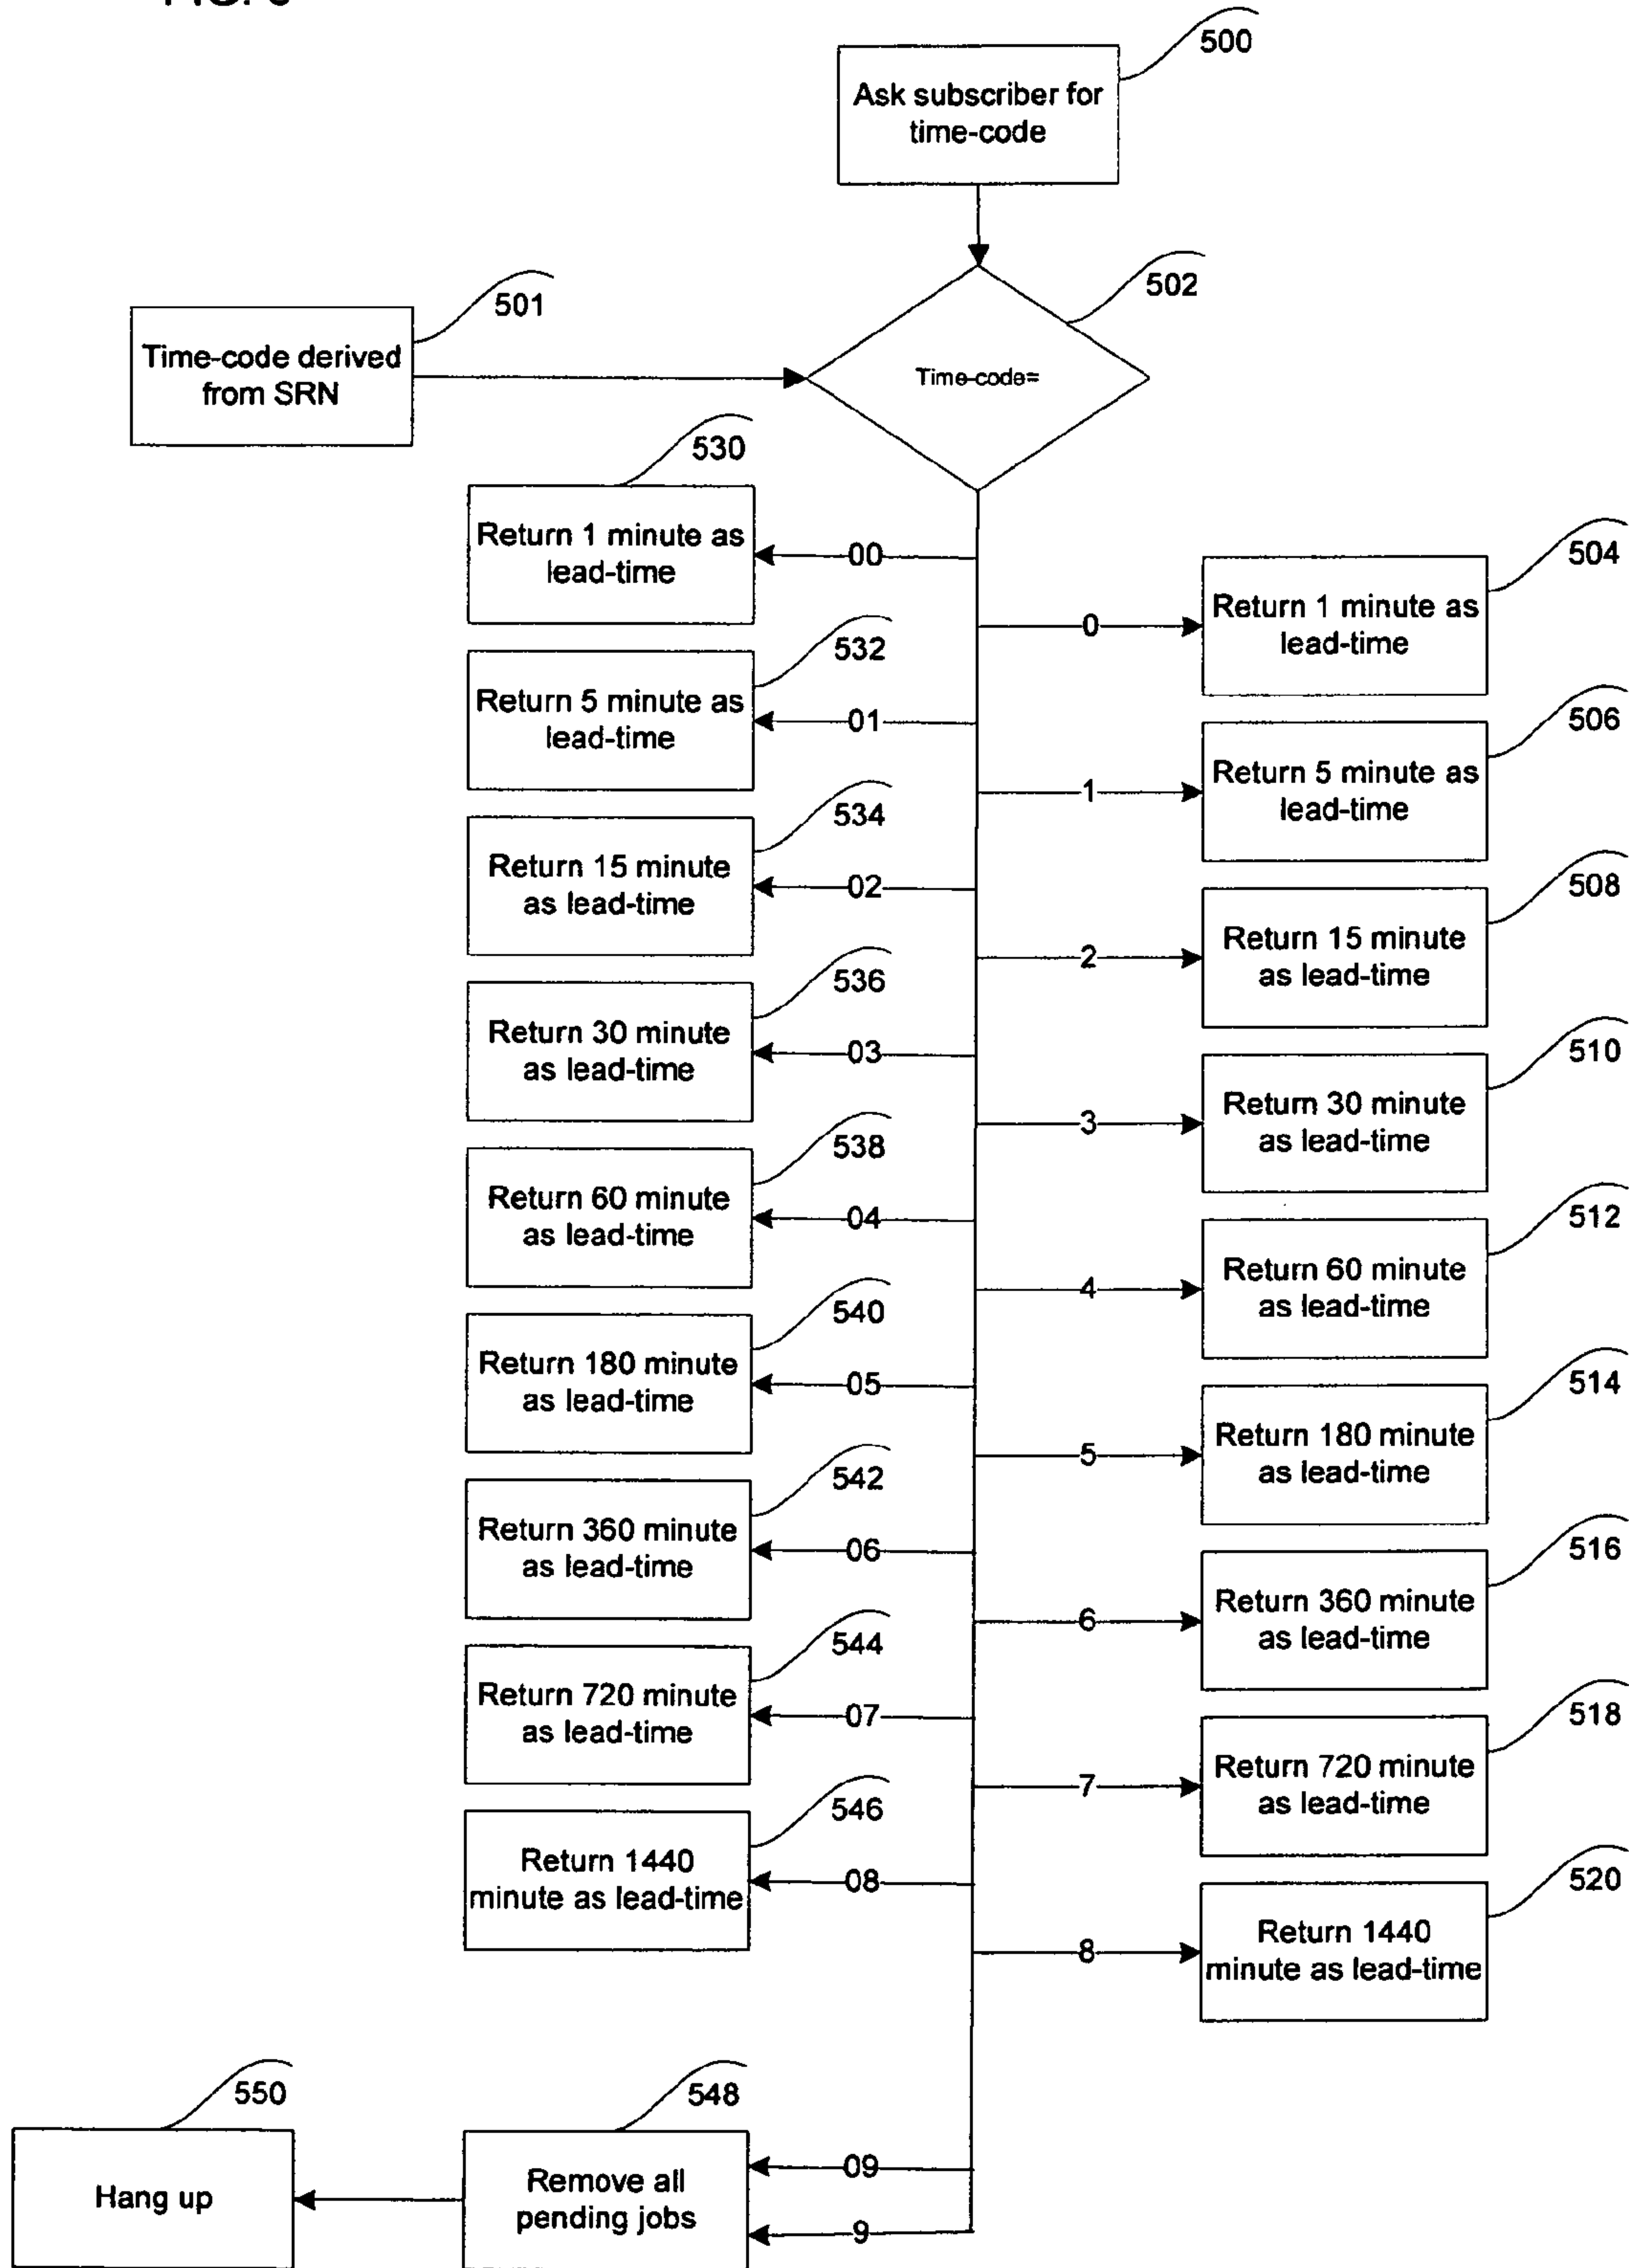 500
Ask subscriber for
time-code
502
501
Time-code derived
from SRN
Time-code=
530
Return 1 minute as
lead-time
00
504
Return 1 minute as
lead-time
0
532
Return 5 minute as
lead-time
01
506
Return 5 minute as
lead-time
1
534
Return 15 minute
as lead-time
02
508
Return 15 minute
as lead-time
2
536
Return 30 minute
as lead-time
03
510
Return 30 minute
as lead-time
3
538
Return 60 minute
as lead-time
04
512
Return 60 minute
as lead-time
4
540
Return 180 minute
as lead-time
05
514
Return 180 minute
as lead-time
5
542
Return 360 minute
as lead-time
06
516
Return 360 minute
as lead-time
6
544
Return 720 minute
as lead-time
07
518
Return 720 minute
as lead-time
7
546
Return 1440
minute as lead-time
08
520
Return 1440
minute as lead-time
8
550
Hang up
548
Remove all
pending jobs
09
9